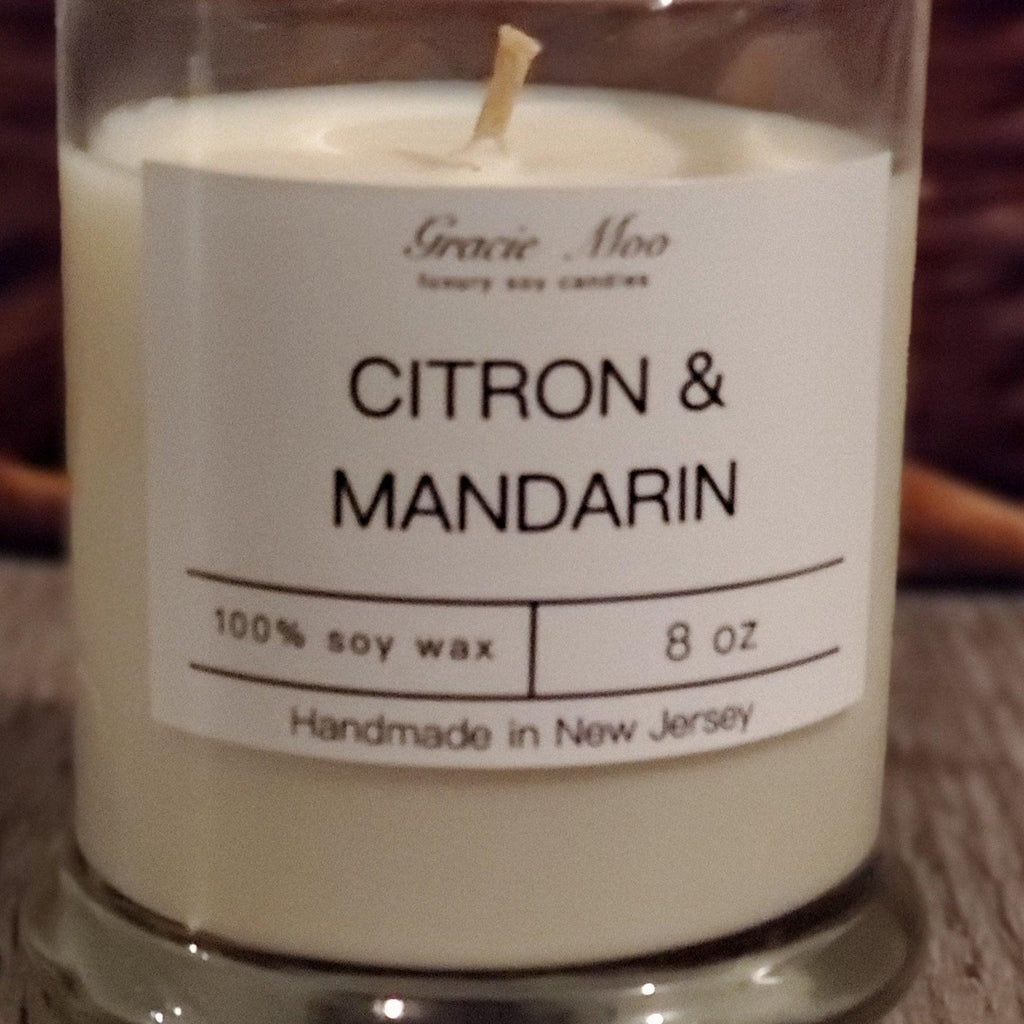 Gracie Moo
luxury soy candles
CITRON &
MANDARIN
100% soy wax
8 oz
Handmade in New Jersey